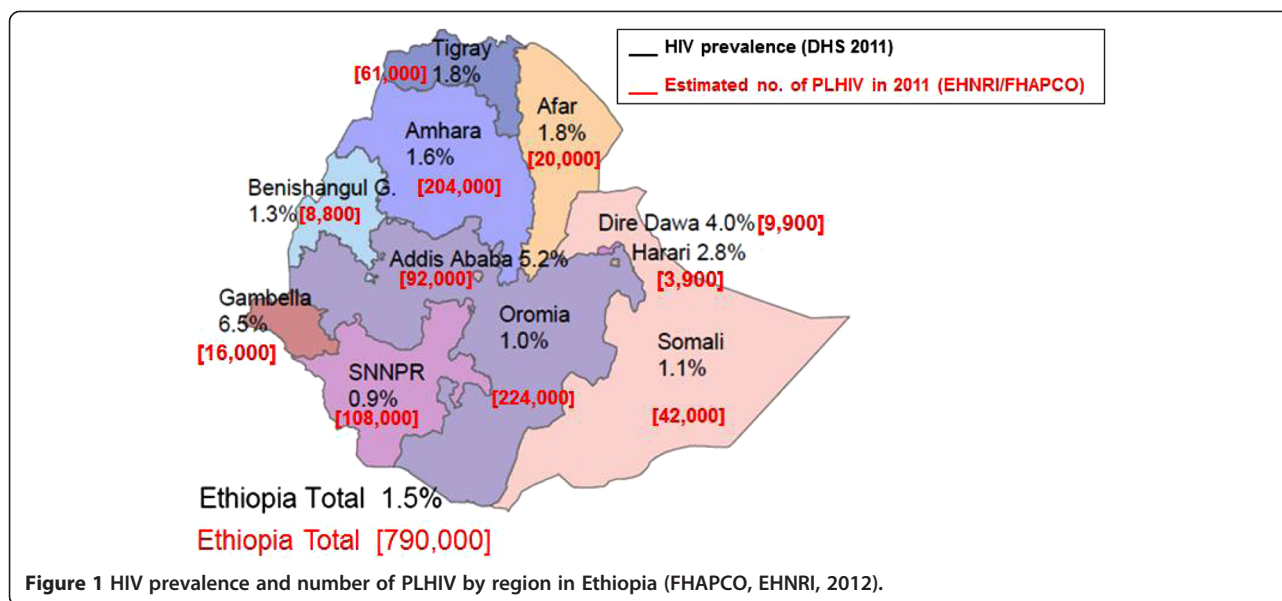 HIV prevalence (DHS 2011)
Estimated no. of PLHIV in 2011 (EHNRI/FHAPCO)
Tigray
[61,000] 1.8%
Afar
1.8%
[20,000]
Amhara
1.6%
[204,000]
Benishangul G.
1.3% [8,800]
Dire Dawa 4.0% [9,900]
Harari 2.8%
[3,900]
Addis Ababa 5.2%
[92,000]
Gambella
6.5%
[16,000]
Oromia
1.0%
[224,000]
Somali
1.1%
[42,000]
SNNPR
0.9%
[108,000]
Ethiopia Total 1.5%
Ethiopia Total [790,000]
Figure 1 HIV prevalence and number of PLHIV by region in Ethiopia (FHAPCO, EHNRI, 2012).